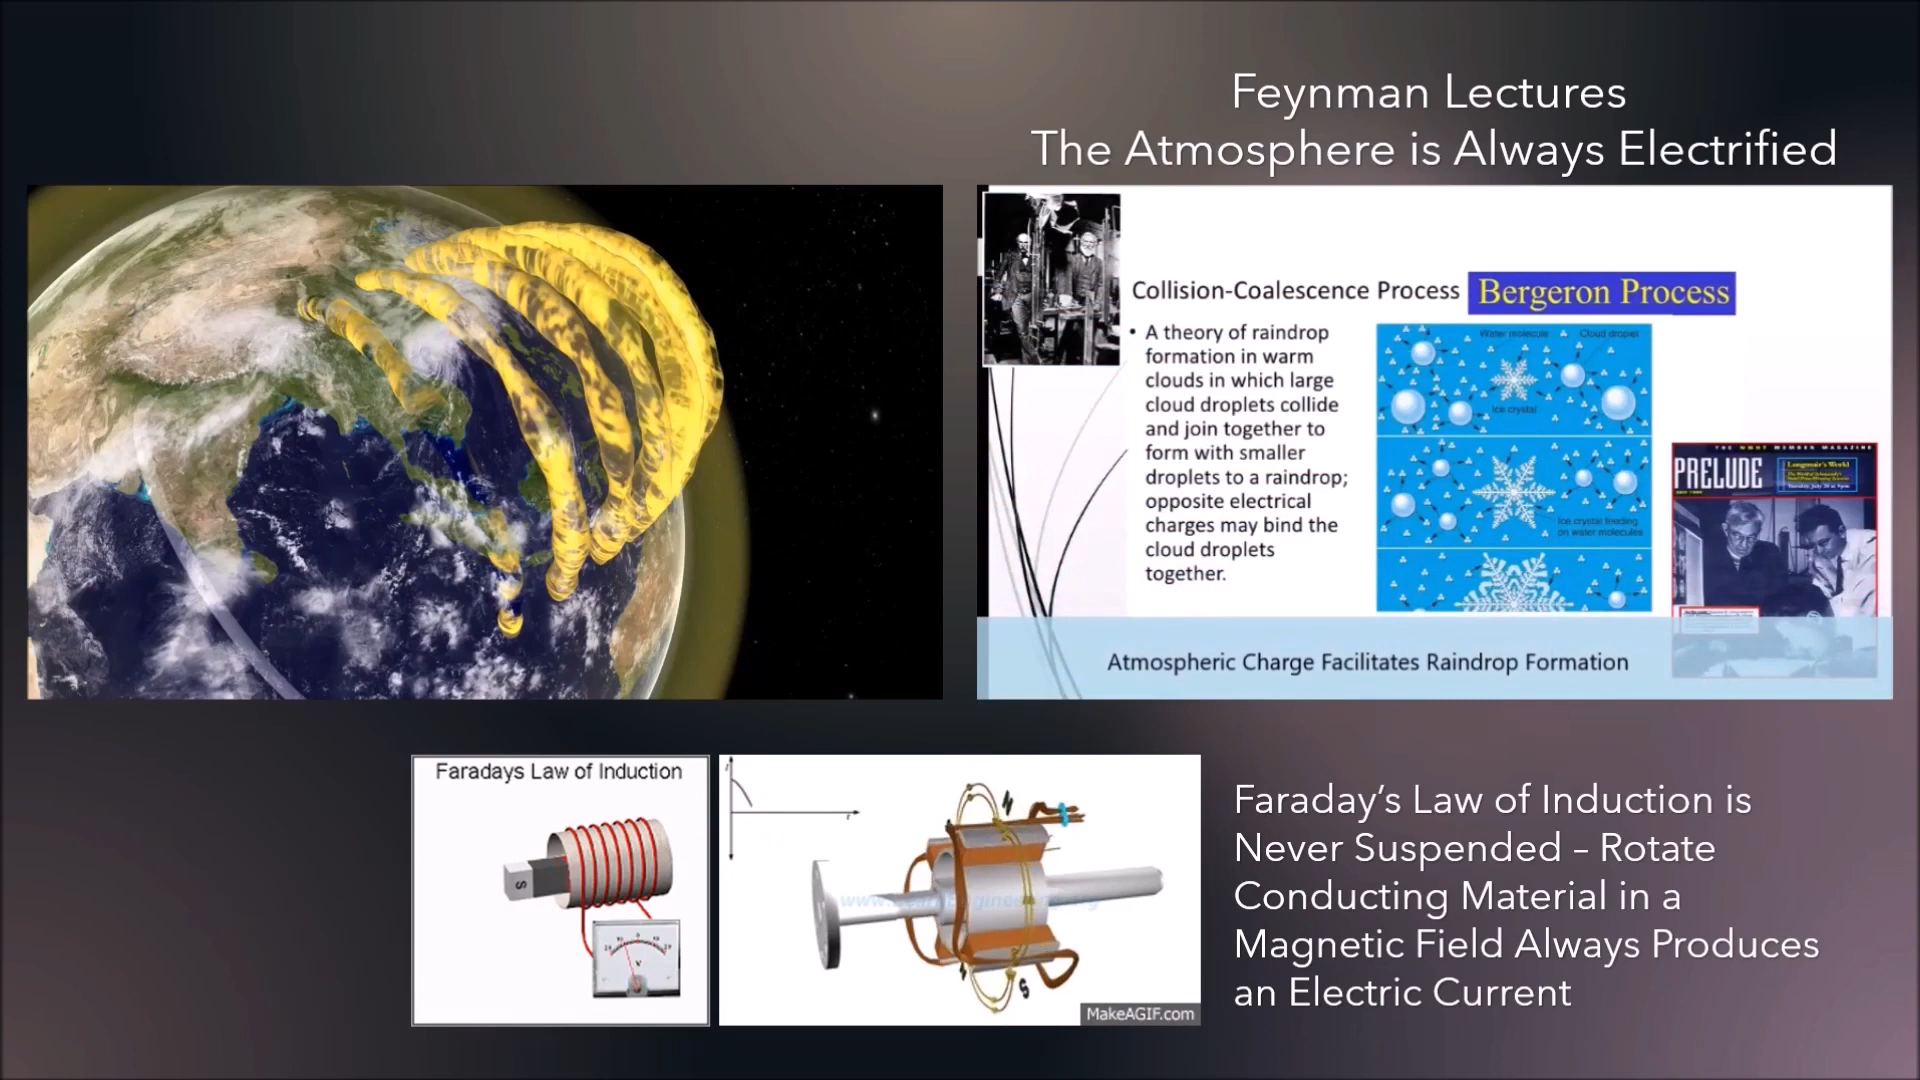 Feynman Lectures
The Atmosphere is Always Electrified
Collision-Coalescence Process
Bergeron Process
• A theory of raindrop
formation in warm
clouds in which large
cloud droplets collide
and join together to
form with smaller
droplets to a raindrop;
opposite electrical
charges may bind the
cloud droplets
together.
Water molecule
Cloud droplet
Ice crystal
Ice crystal feeding
on water molecules
MEMBER MAGAZINE
PRELUDE
Langmuir's World
Atmospheric Charge Facilitates Raindrop Formation
Faradays Law of Induction
S
V
N
S
MakeAGIF.com
Faraday's Law of Induction is
Never Suspended – Rotate
Conducting Material in a
Magnetic Field Always Produces
an Electric Current